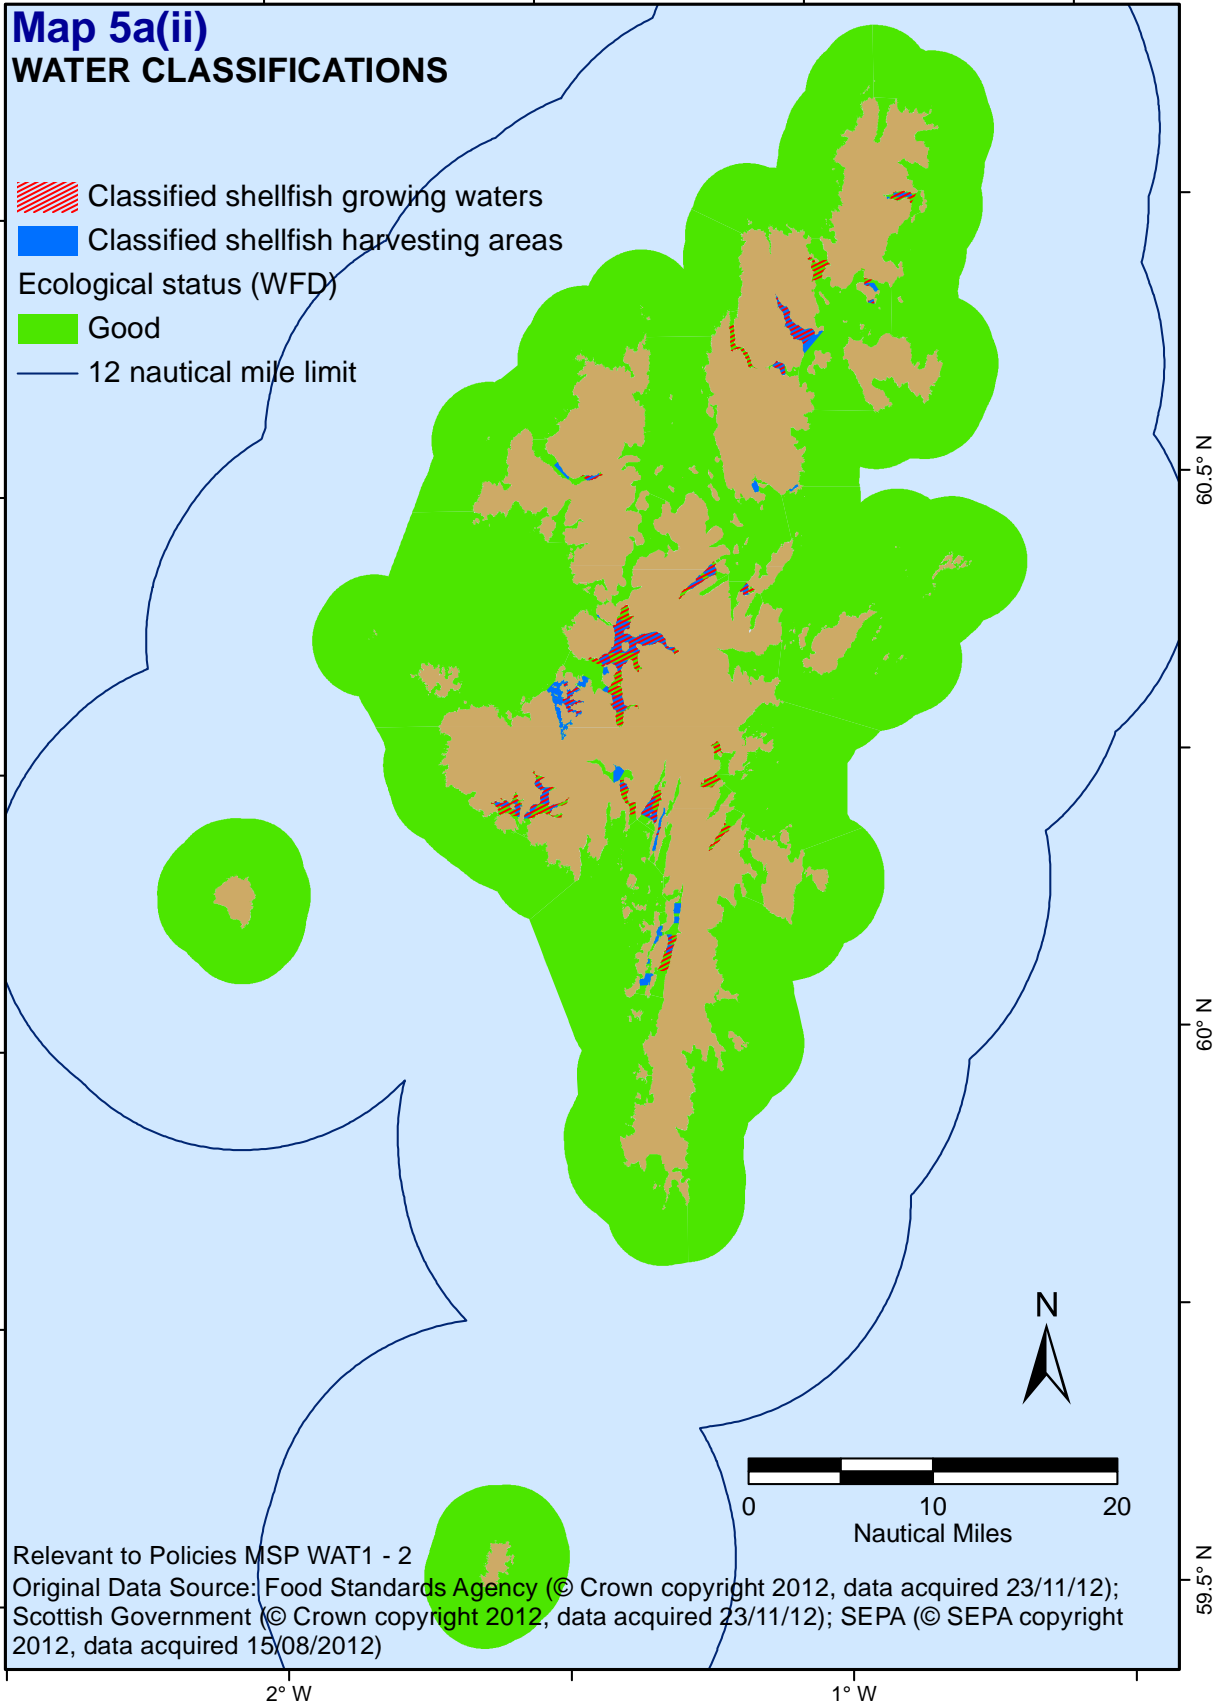 Map 5a(ii)
WATER CLASSIFICATIONS
Classified shellfish growing waters
Classified shellfish harvesting areas
Ecological status (WFD)
Good
12 nautical mile limit
60.5° N
60° N
N
0 10 20
Nautical Miles
59.5° N
Relevant to Policies MSP WAT1 - 2
Original Data Source: Food Standards Agency (© Crown copyright 2012, data acquired 23/11/12);
Scottish Government (© Crown copyright 2012, data acquired 23/11/12); SEPA (© SEPA copyright
2012, data acquired 15/08/2012)
2° W 1° W